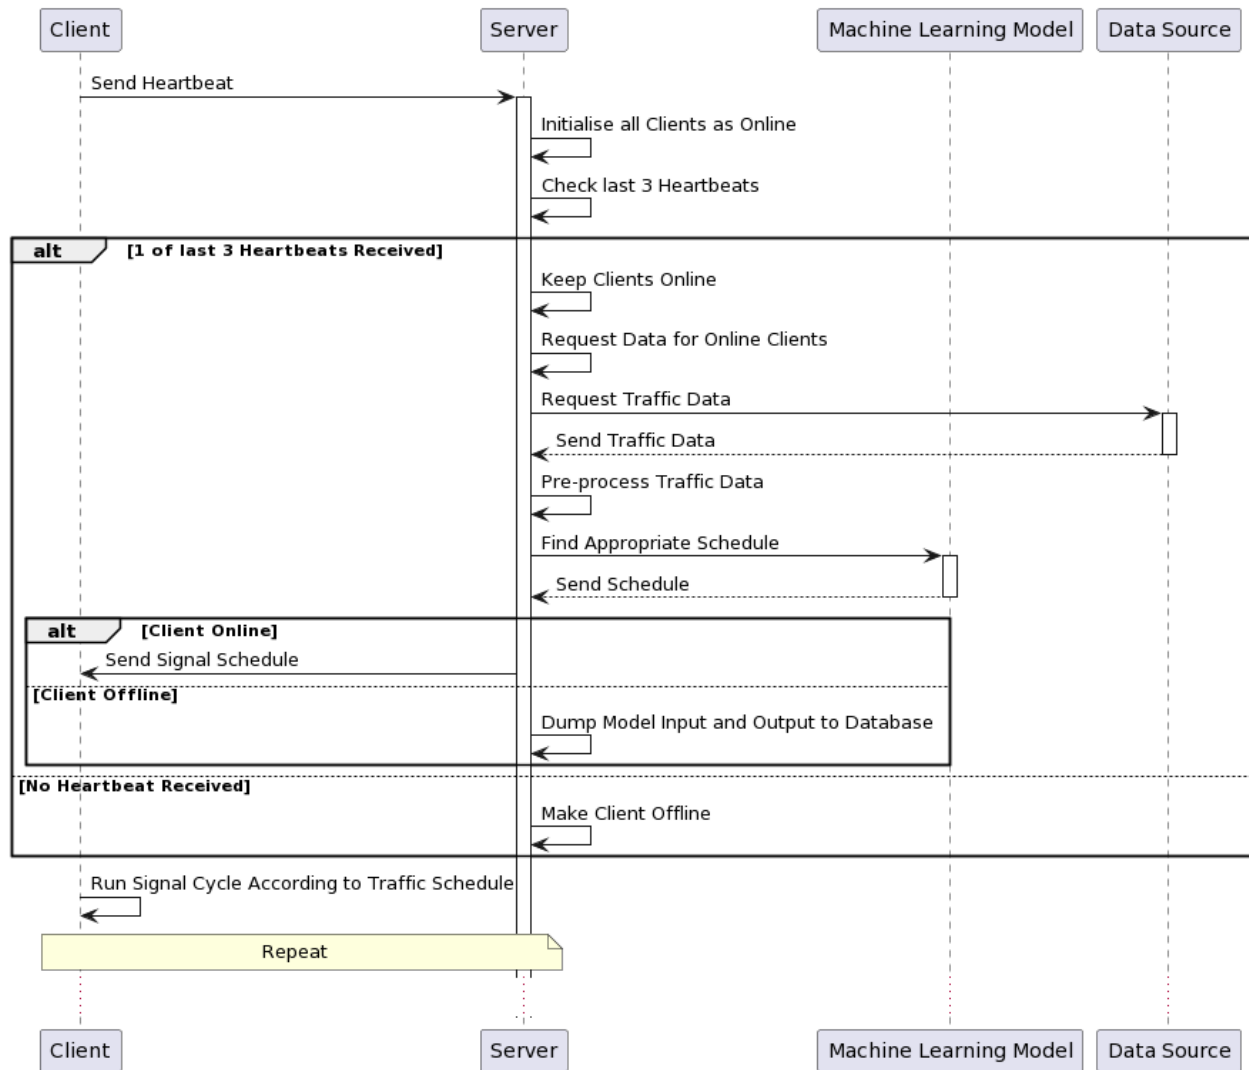 Client Server Machine Learning Model Data Source
Send Heartbeat
Initialise all Clients as Online
Check last 3 Heartbeats
alt [1 of last 3 Heartbeats Received]
Keep Clients Online
Request Data for Online Clients
Request Traffic Data
Send Traffic Data
Pre-process Traffic Data
Find Appropriate Schedule
Send Schedule
alt [Client Online]
Send Signal Schedule
[Client Offline]
Dump Model Input and Output to Database
[No Heartbeat Received]
Make Client Offline
Run Signal Cycle According to Traffic Schedule
Repeat
Client Server Machine Learning Model Data Source